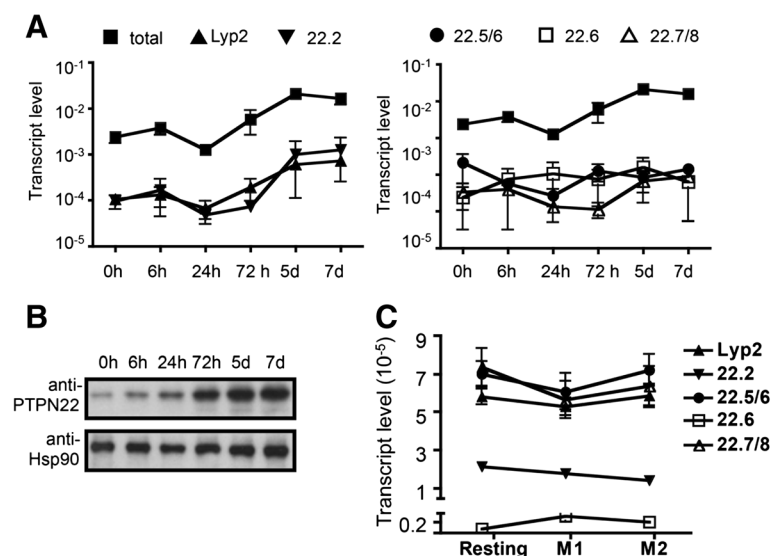 A
total Lyp2 22.2
Transcript level
10-1
10-2
10-3
10-4
10-5
0h 6h 24h 72 h 5d 7d
22.5/6 22.6 22.7/8
Transcript level
10-1
10-2
10-3
10-4
10-5
0h 6h 24h 72 h 5d 7d
B
0h 6h 24h 72h 5d 7d
anti-
PTPN22
anti-
Hsp90
C
Transcript level (10-5)
9
7
5
3
1
0.2
Resting M1 M2
Lyp2
22.2
22.5/6
22.6
22.7/8